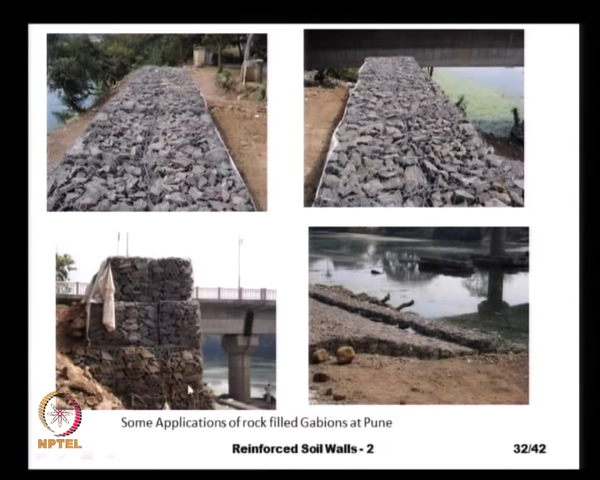 Some Applications of rock filled Gabions at Pune
NPTEL
Reinforced Soil Walls - 2
32/42